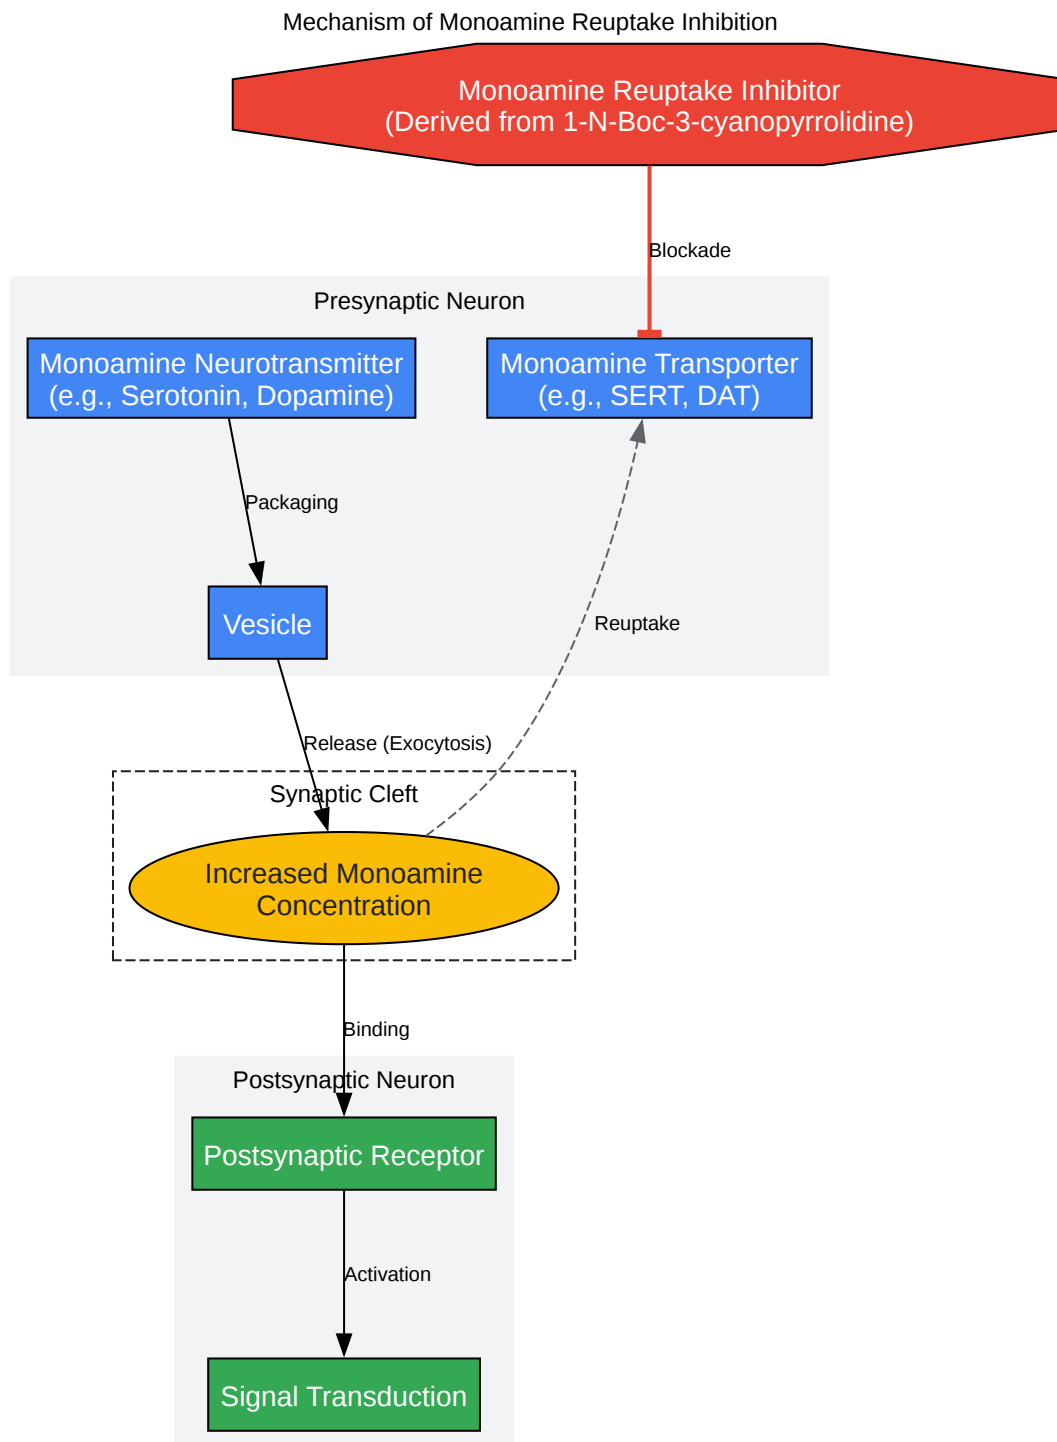 Mechanism of Monoamine Reuptake Inhibition
Monoamine Reuptake Inhibitor
(Derived from 1-N-Boc-3-cyanopyrrolidine)
Blockade
Presynaptic Neuron
Monoamine Neurotransmitter
(e.g., Serotonin, Dopamine)
Monoamine Transporter
(e.g., SERT, DAT)
Packaging
Vesicle
Reuptake
Release (Exocytosis)
Synaptic Cleft
Increased Monoamine
Concentration
Binding
Postsynaptic Neuron
Postsynaptic Receptor
Activation
Signal Transduction